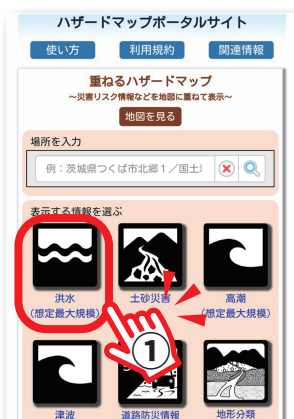 ハザードマップポータルサイト
使い方 利用規約 関連情報
重ねるハザードマップ
~災害リスク情報などを地図に重ねて表示~
地図を見る
場所を入力
例：茨城県つくば市北郷1／国土
表示する情報を選ぶ
洪水
(想定最大規模)
土砂災害
高潮
(想定最大規模)
①
津波
道路防災情報
地形分類